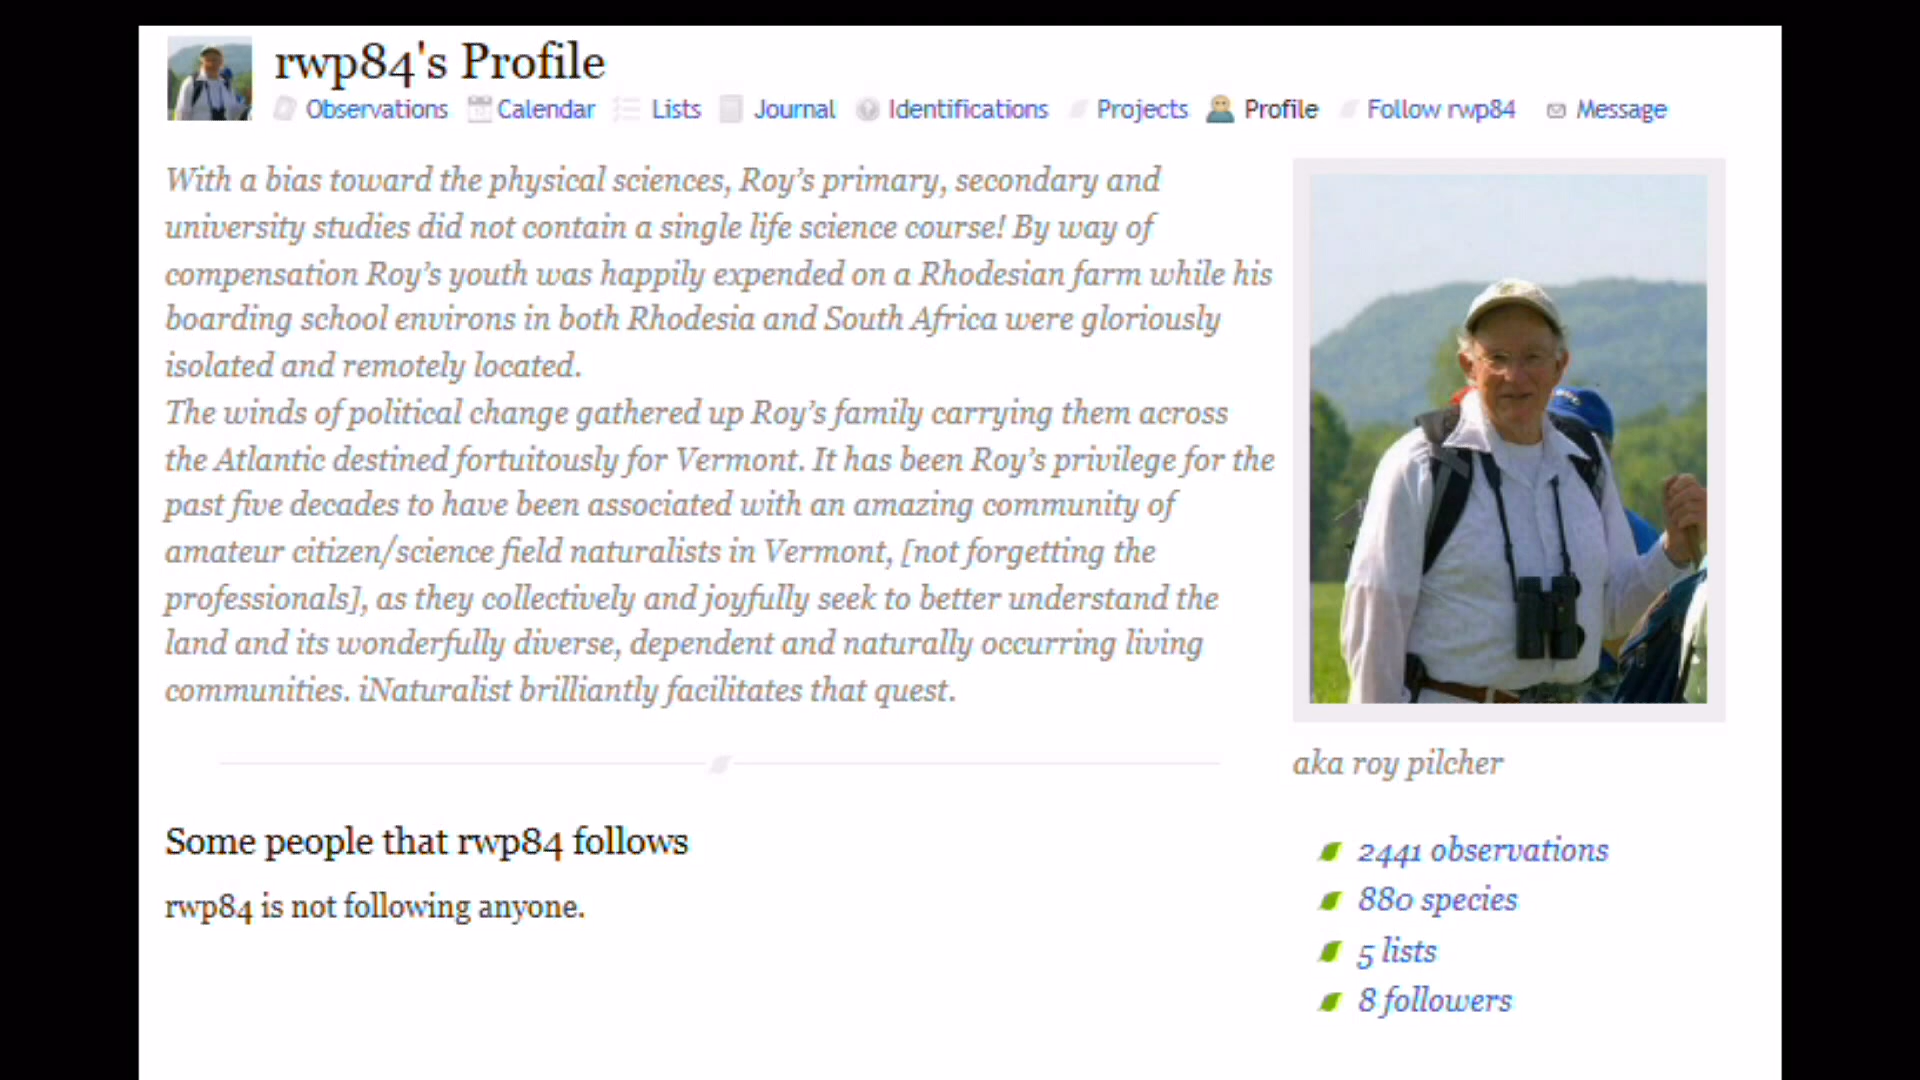 rwp84's Profile
Observations Calendar Lists Journal Identifications Projects Profile Follow rwp84 Message
With a bias toward the physical sciences, Roy’s primary, secondary and
university studies did not contain a single life science course! By way of
compensation Roy’s youth was happily expended on a Rhodesian farm while his
boarding school environs in both Rhodesia and South Africa were gloriously
isolated and remotely located.
The winds of political change gathered up Roy’s family carrying them across
the Atlantic destined fortuitously for Vermont. It has been Roy’s privilege for the
past five decades to have been associated with an amazing community of
amateur citizen/science field naturalists in Vermont, [not forgetting the
professionals], as they collectively and joyfully seek to better understand the
land and its wonderfully diverse, dependent and naturally occurring living
communities. iNaturalist brilliantly facilitates that quest.
Some people that rwp84 follows
rwp84 is not following anyone.
aka roy pilcher
2441 observations
880 species
5 lists
8 followers